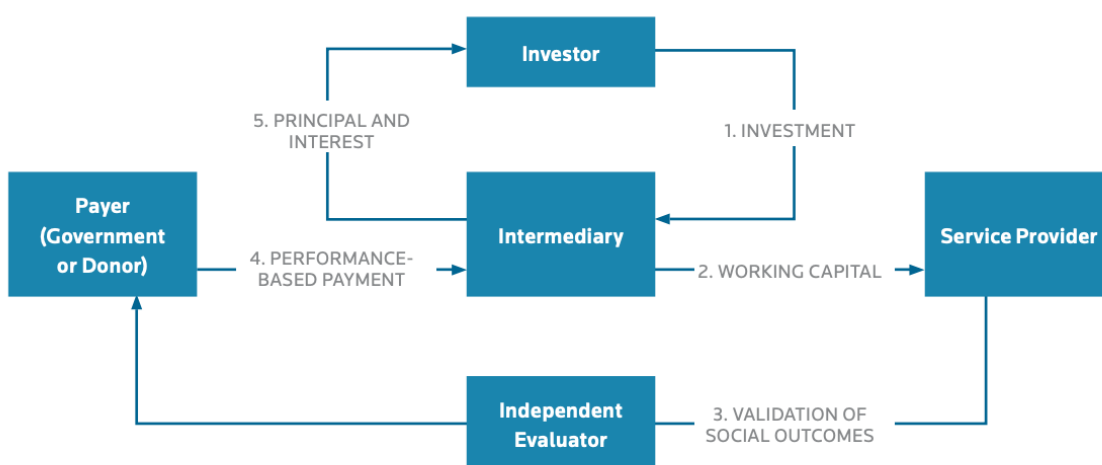 Investor
5. PRINCIPAL AND
INTEREST
1. INVESTMENT
Payer
(Government
or Donor)
Intermediary
Service Provider
4. PERFORMANCE-
BASED PAYMENT
2. WORKING CAPITAL
Independent
Evaluator
3. VALIDATION OF
SOCIAL OUTCOMES